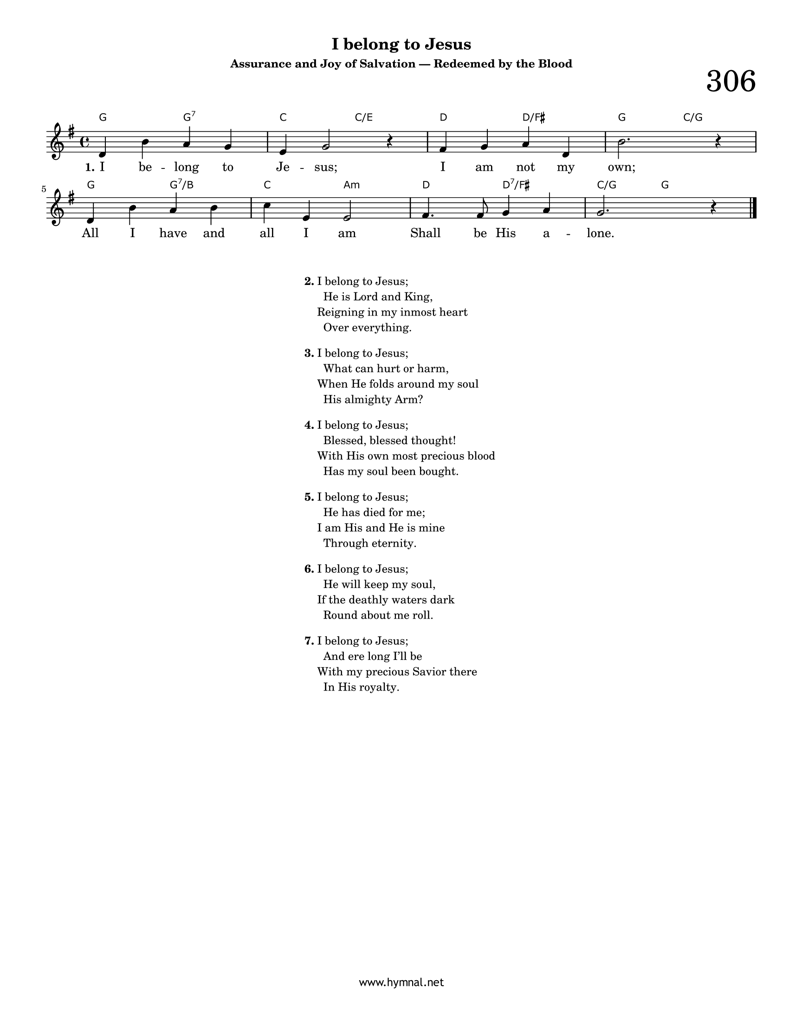 I belong to Jesus
Assurance and Joy of Salvation — Redeemed by the Blood
306
G G7 C C/E D D/F♯ G C/G
1. I be - long to Je - sus; I am not my own;
5
G G7/B C Am D D7/F♯ C/G G
All I have and all I am Shall be His a - lone.
2. I belong to Jesus;
He is Lord and King,
Reigning in my inmost heart
Over everything.
3. I belong to Jesus;
What can hurt or harm,
When He folds around my soul
His almighty Arm?
4. I belong to Jesus;
Blessed, blessed thought!
With His own most precious blood
Has my soul been bought.
5. I belong to Jesus;
He has died for me;
I am His and He is mine
Through eternity.
6. I belong to Jesus;
He will keep my soul,
If the deathly waters dark
Round about me roll.
7. I belong to Jesus;
And ere long I'll be
With my precious Savior there
In His royalty.
www.hymnal.net